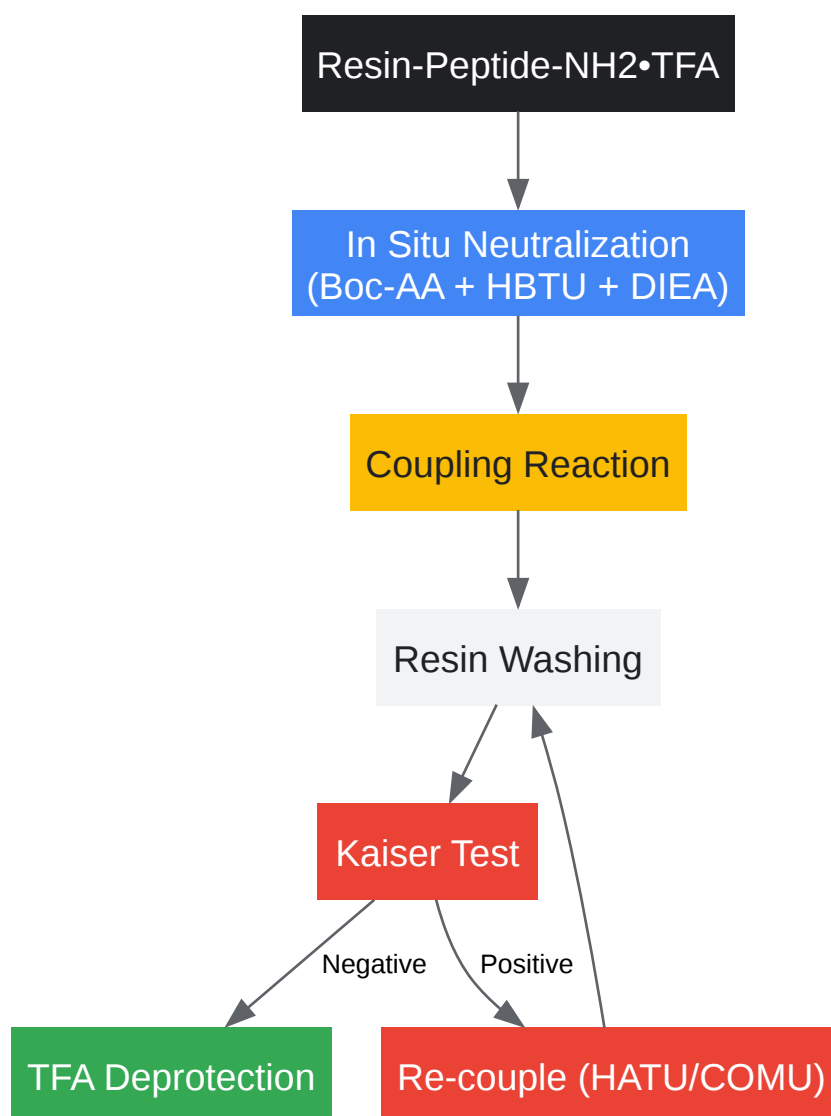 Resin-Peptide-NH2•TFA
In Situ Neutralization
(Boc-AA + HBTU + DIEA)
Coupling Reaction
Resin Washing
Kaiser Test
Negative
Positive
TFA Deprotection
Re-couple (HATU/COMU)